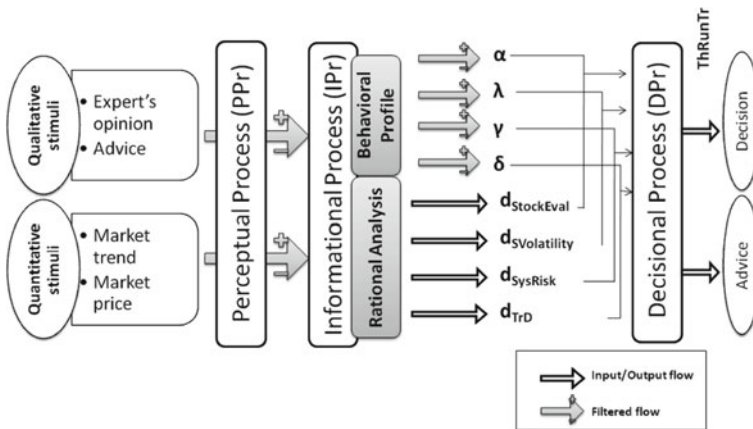 Qualitative
stimuli
• Expert's
opinion
• Advice
Quantitative
stimuli
• Market
trend
• Market
price
Perceptual Process (PPr)
+
-
+
-
Informational Process (IPr)
Behavioral
Profile
Rational Analysis
+
-
α
+
-
λ
+
-
γ
+
-
δ
dStockEval
dSVolatility
dSysRisk
dTrD
Decisional Process (DPr)
ThRunTr
Decision
Advice
Input/Output flow
+
-
Filtered flow